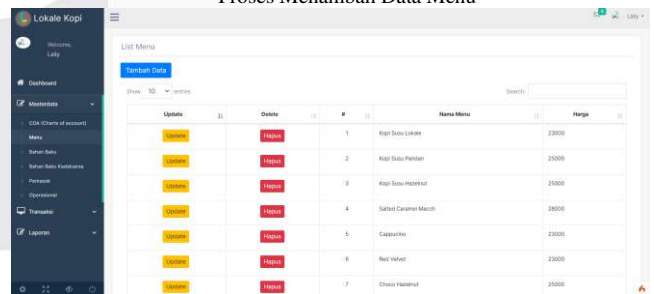 Proses Menambah Data Menu
Lokale Kopi
Laily
Welcome,
Laily
List Menu
Tambah Data
Show 10 entries
Search:
Dashboard
Masterdata
COA (Charts of account)
Menu
Bahan Baku
Bahan Baku Kadaluarsa
Pemasok
Operasional
Transaksi
Laporan
Update Delete # Nama Menu Harga
Update Hapus 1 Kopi Susu Lokale 23000
Update Hapus 2 Kopi Susu Pandan 25000
Update Hapus 3 Kopi Susu Hazelnut 25000
Update Hapus 4 Salted Caramel Macch 28000
Update Hapus 5 Cappucino 23000
Update Hapus 6 Red Velvet 23000
Update Hapus 7 Choco Hazelnut 25000